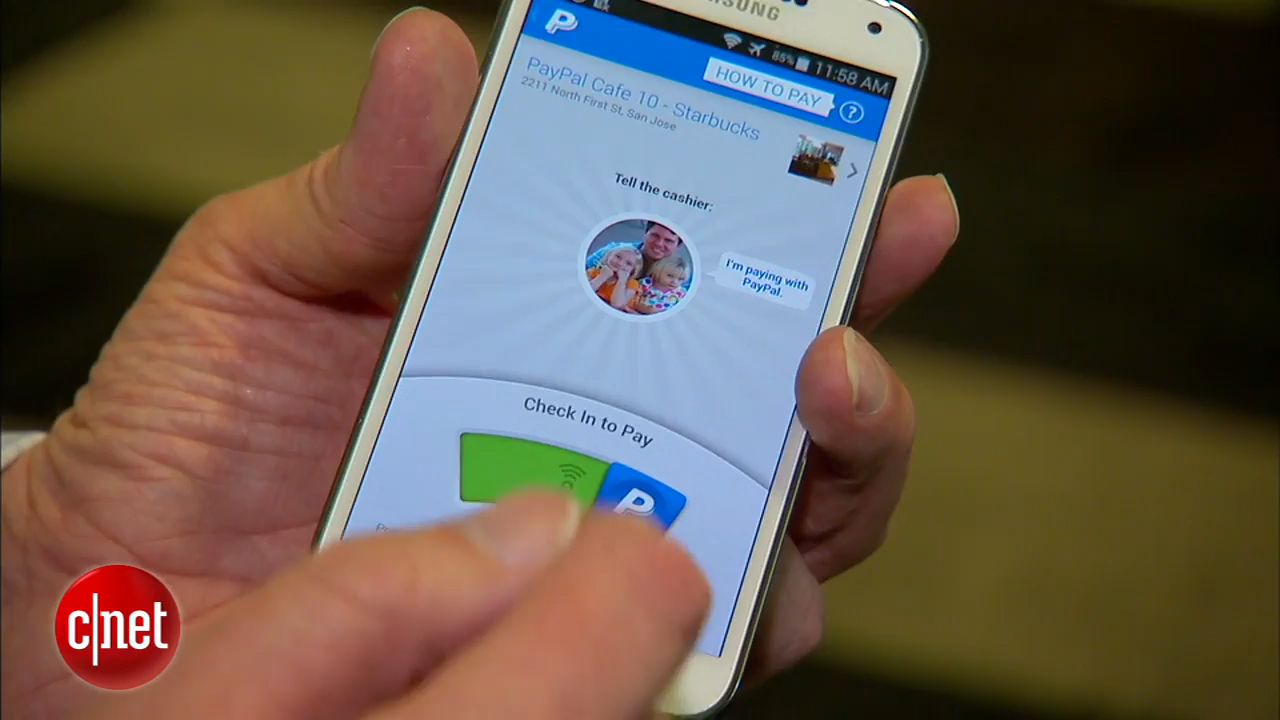 SAMSUNG
85% 11:58 AM
HOW TO PAY
?
PayPal Cafe 10 - Starbucks
2211 North First St, San Jose
Tell the cashier:
I'm paying with
PayPal.
Check In to Pay
c|net